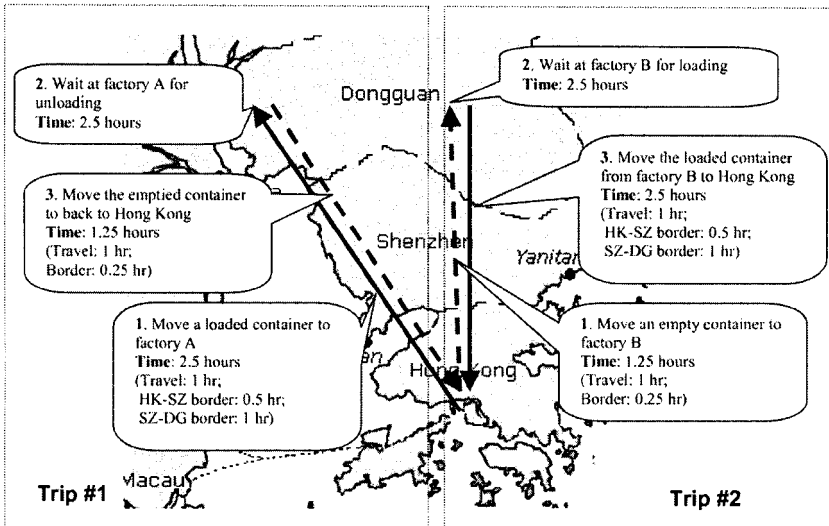 2. Wait at factory A for
unloading
Time: 2.5 hours
3. Move the emptied container
to back to Hong Kong
Time: 1.25 hours
(Travel: 1 hr;
Border: 0.25 hr)
1. Move a loaded container to
factory A
Time: 2.5 hours
(Travel: 1 hr;
HK-SZ border: 0.5 hr;
SZ-DG border: 1 hr)
an
Macau
Trip #1
Dongguan
Shenzhen
Hong Kong
Yanitan
2. Wait at factory B for loading
Time: 2.5 hours
3. Move the loaded container
from factory B to Hong Kong
Time: 2.5 hours
(Travel: 1 hr;
HK-SZ border: 0.5 hr;
SZ-DG border: 1 hr)
1. Move an empty container to
factory B
Time: 1.25 hours
(Travel: 1 hr;
Border: 0.25 hr)
Trip #2